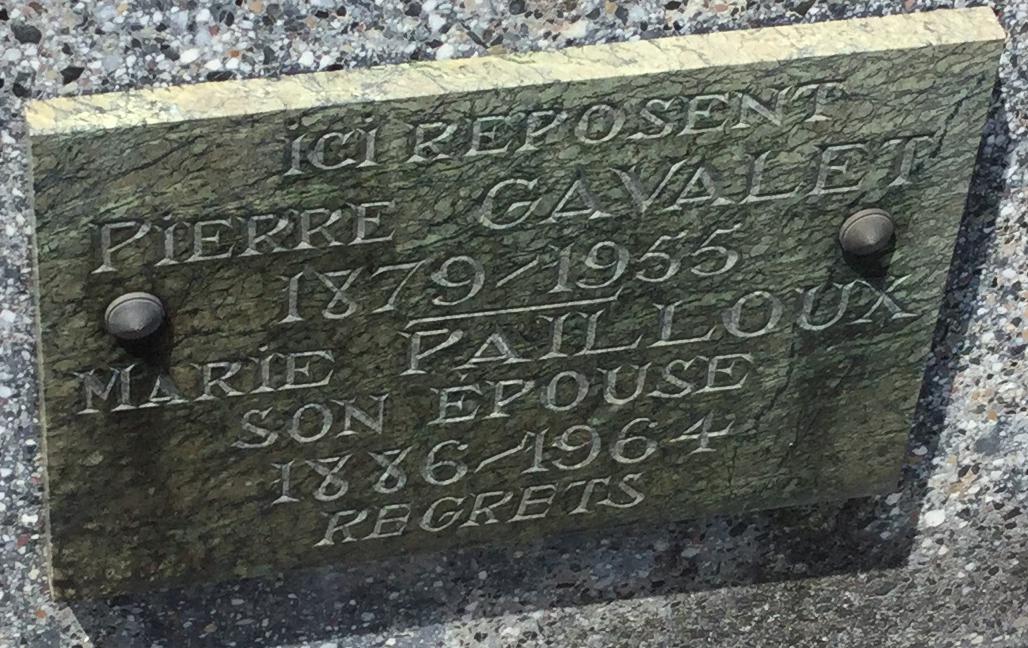 iCi REPOSENT
PiERRE GAVALET
1879/1955
MARiE PAILLOUX
SON EPOUSE
1886/1964
REGRETS